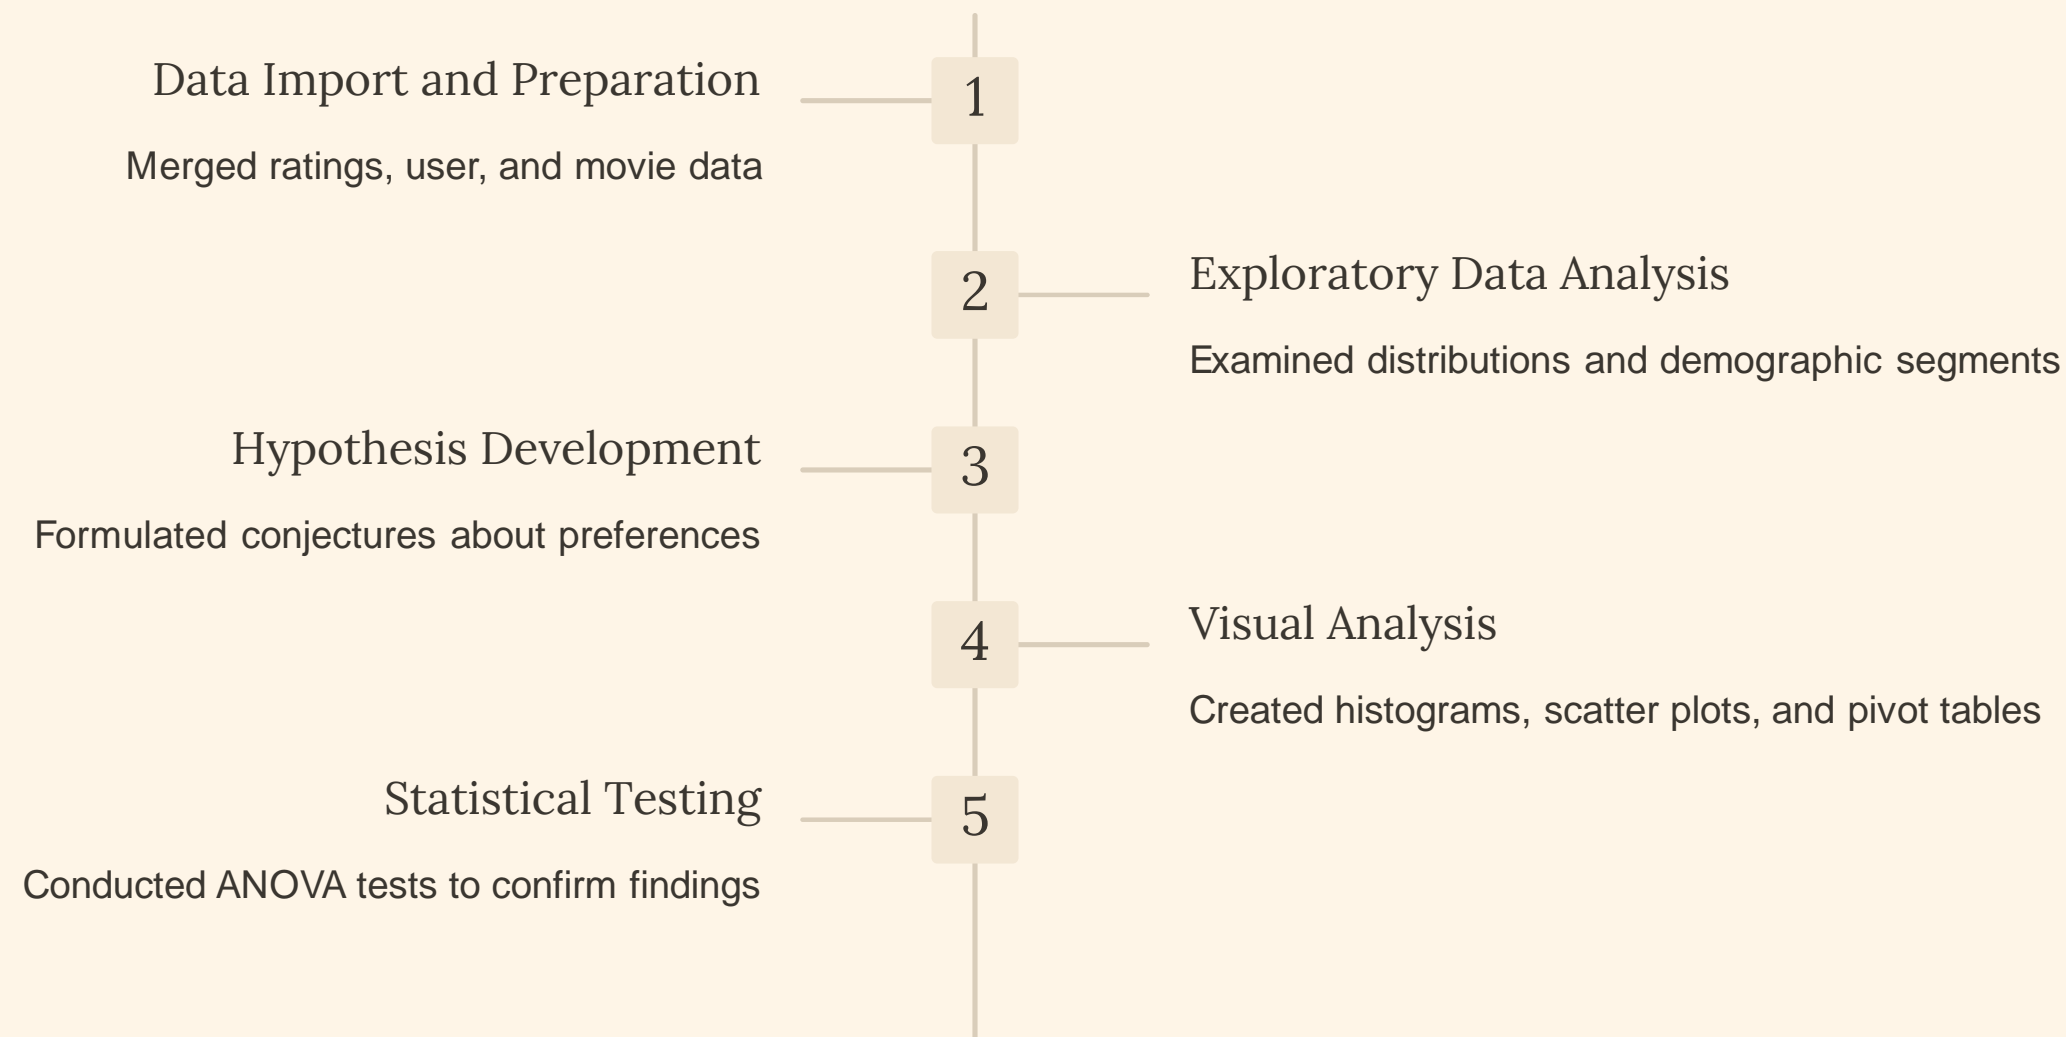 Data Import and Preparation
1
Merged ratings, user, and movie data
2
Exploratory Data Analysis
Examined distributions and demographic segments
Hypothesis Development
3
Formulated conjectures about preferences
4
Visual Analysis
Created histograms, scatter plots, and pivot tables
Statistical Testing
5
Conducted ANOVA tests to confirm findings